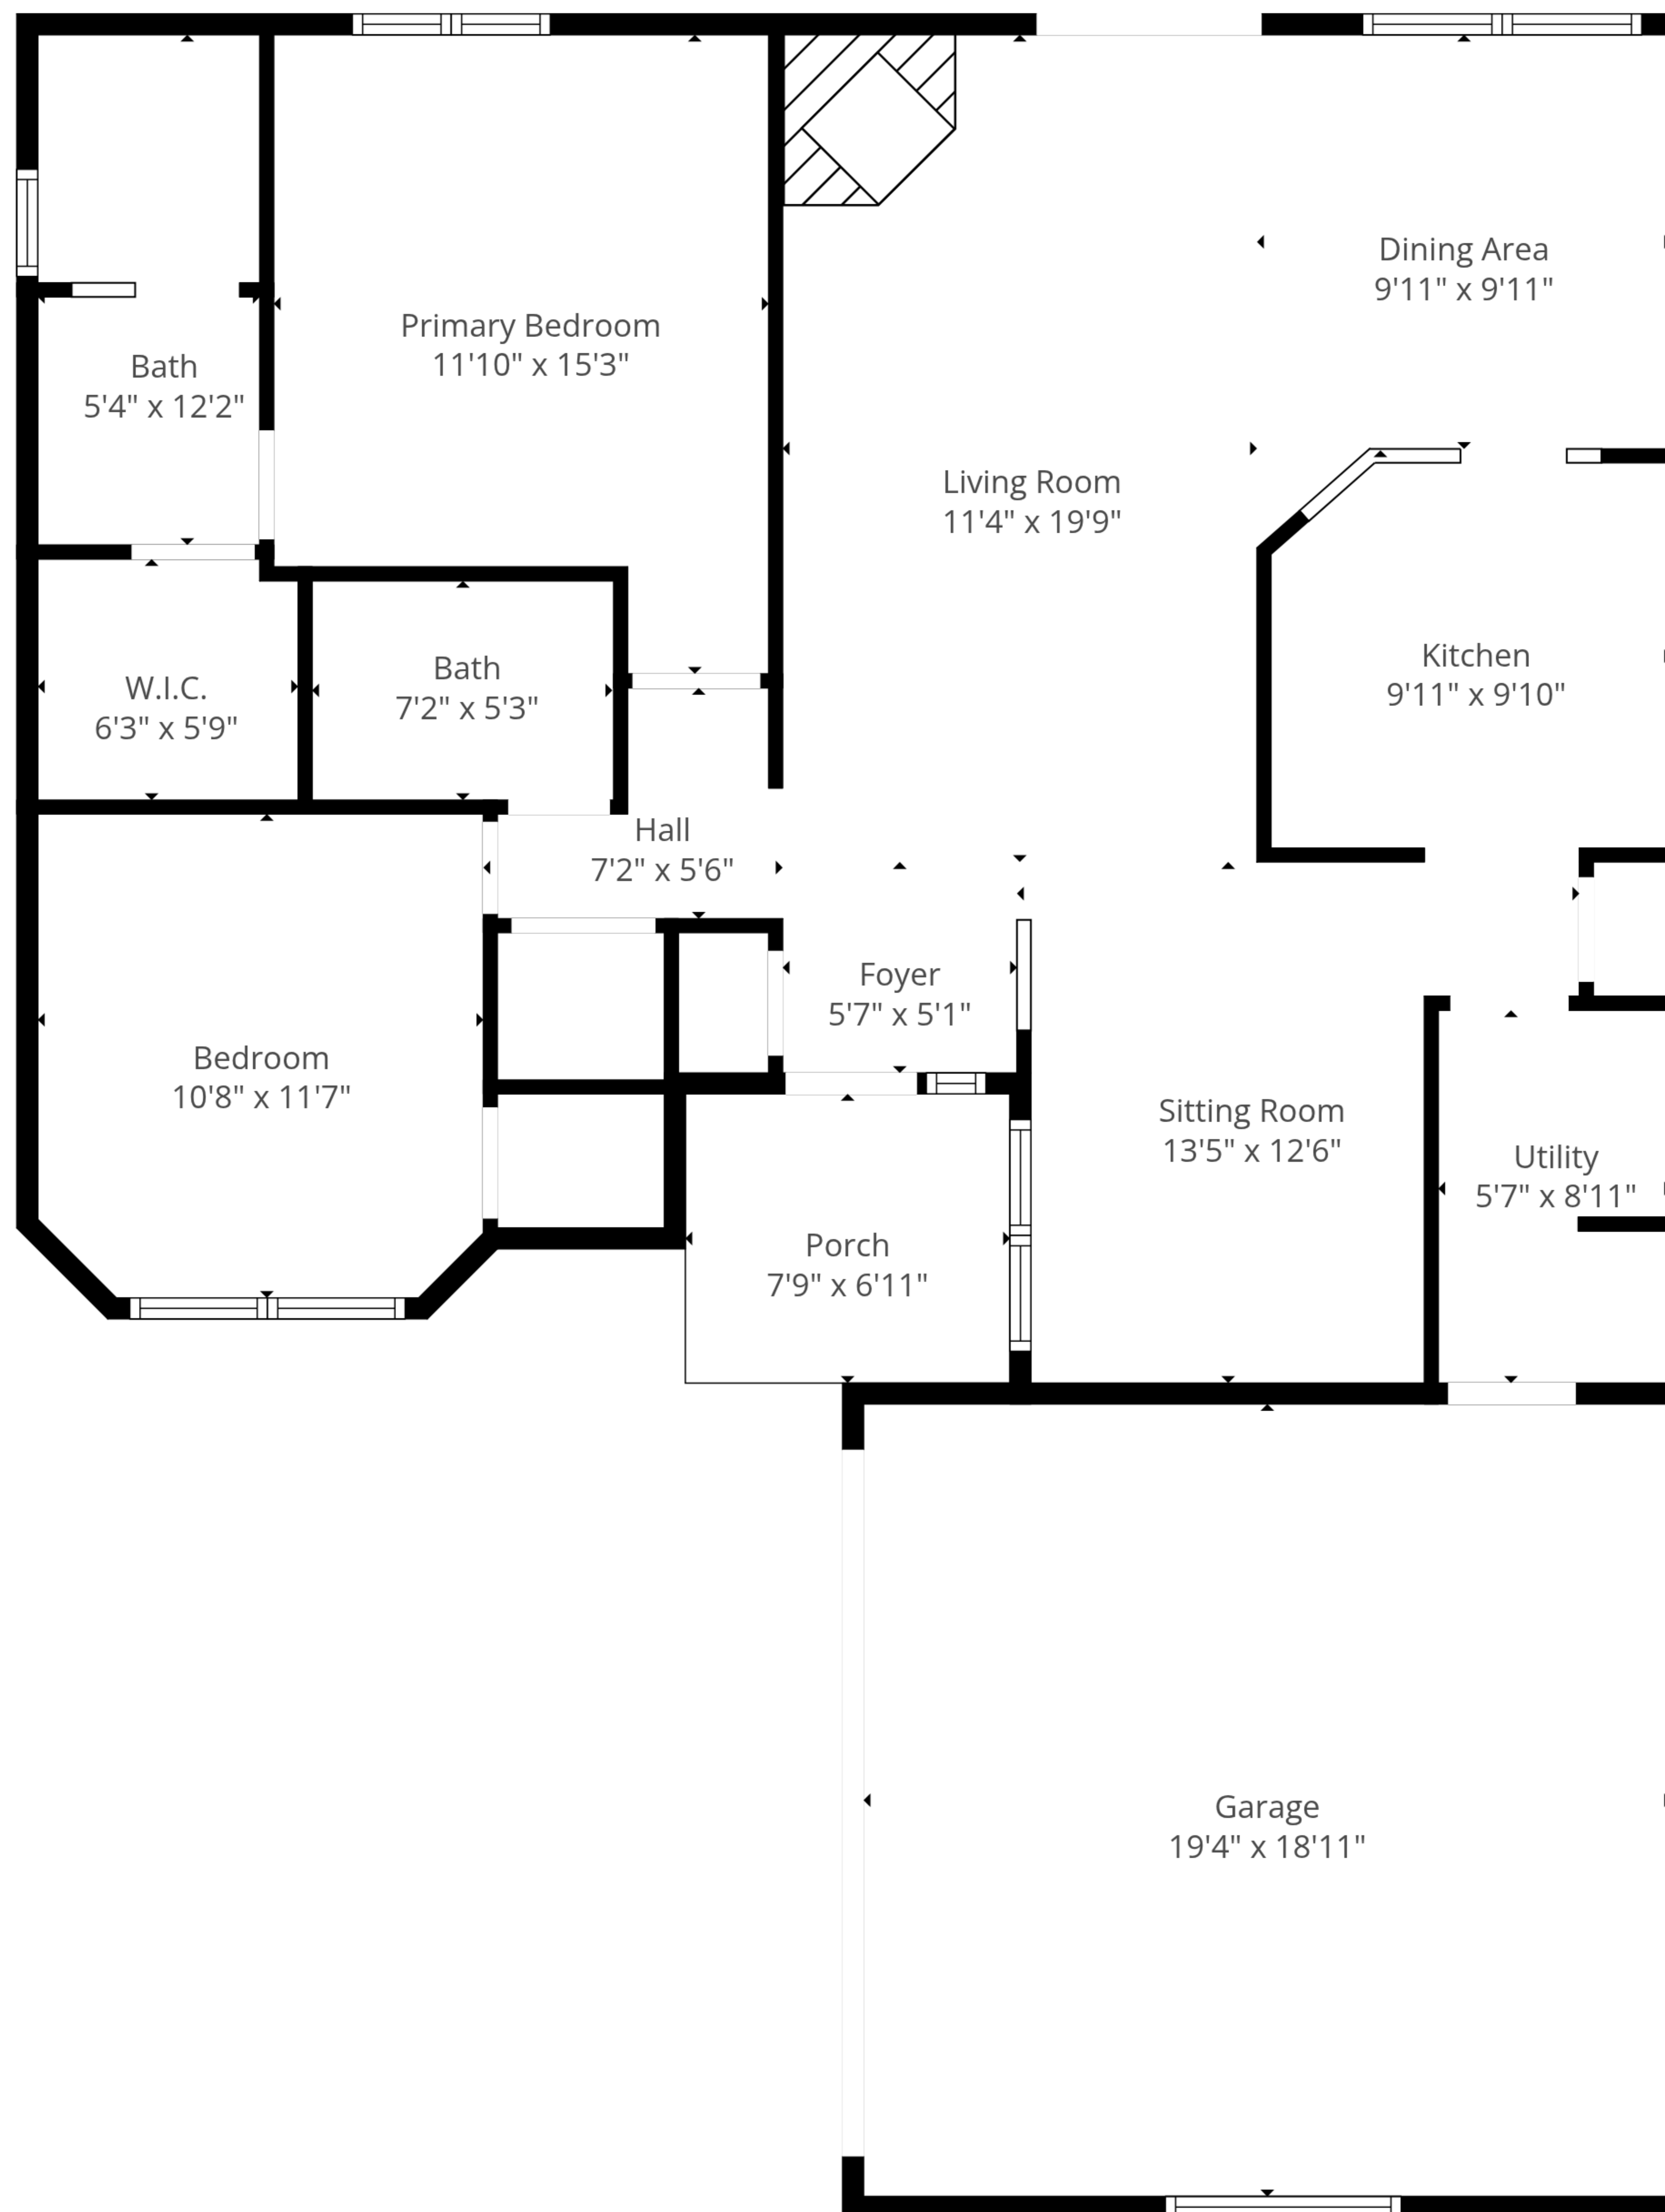 Dining Area
9'11" x 9'11"
Primary Bedroom
11'10" x 15'3"
Bath
5'4" x 12'2"
Living Room
11'4" x 19'9"
Kitchen
9'11" x 9'10"
Bath
7'2" x 5'3"
W.I.C.
6'3" x 5'9"
Hall
7'2" x 5'6"
Foyer
5'7" x 5'1"
Bedroom
10'8" x 11'7"
Sitting Room
13'5" x 12'6"
Utility
5'7" x 8'11"
Porch
7'9" x 6'11"
Garage
19'4" x 18'11"